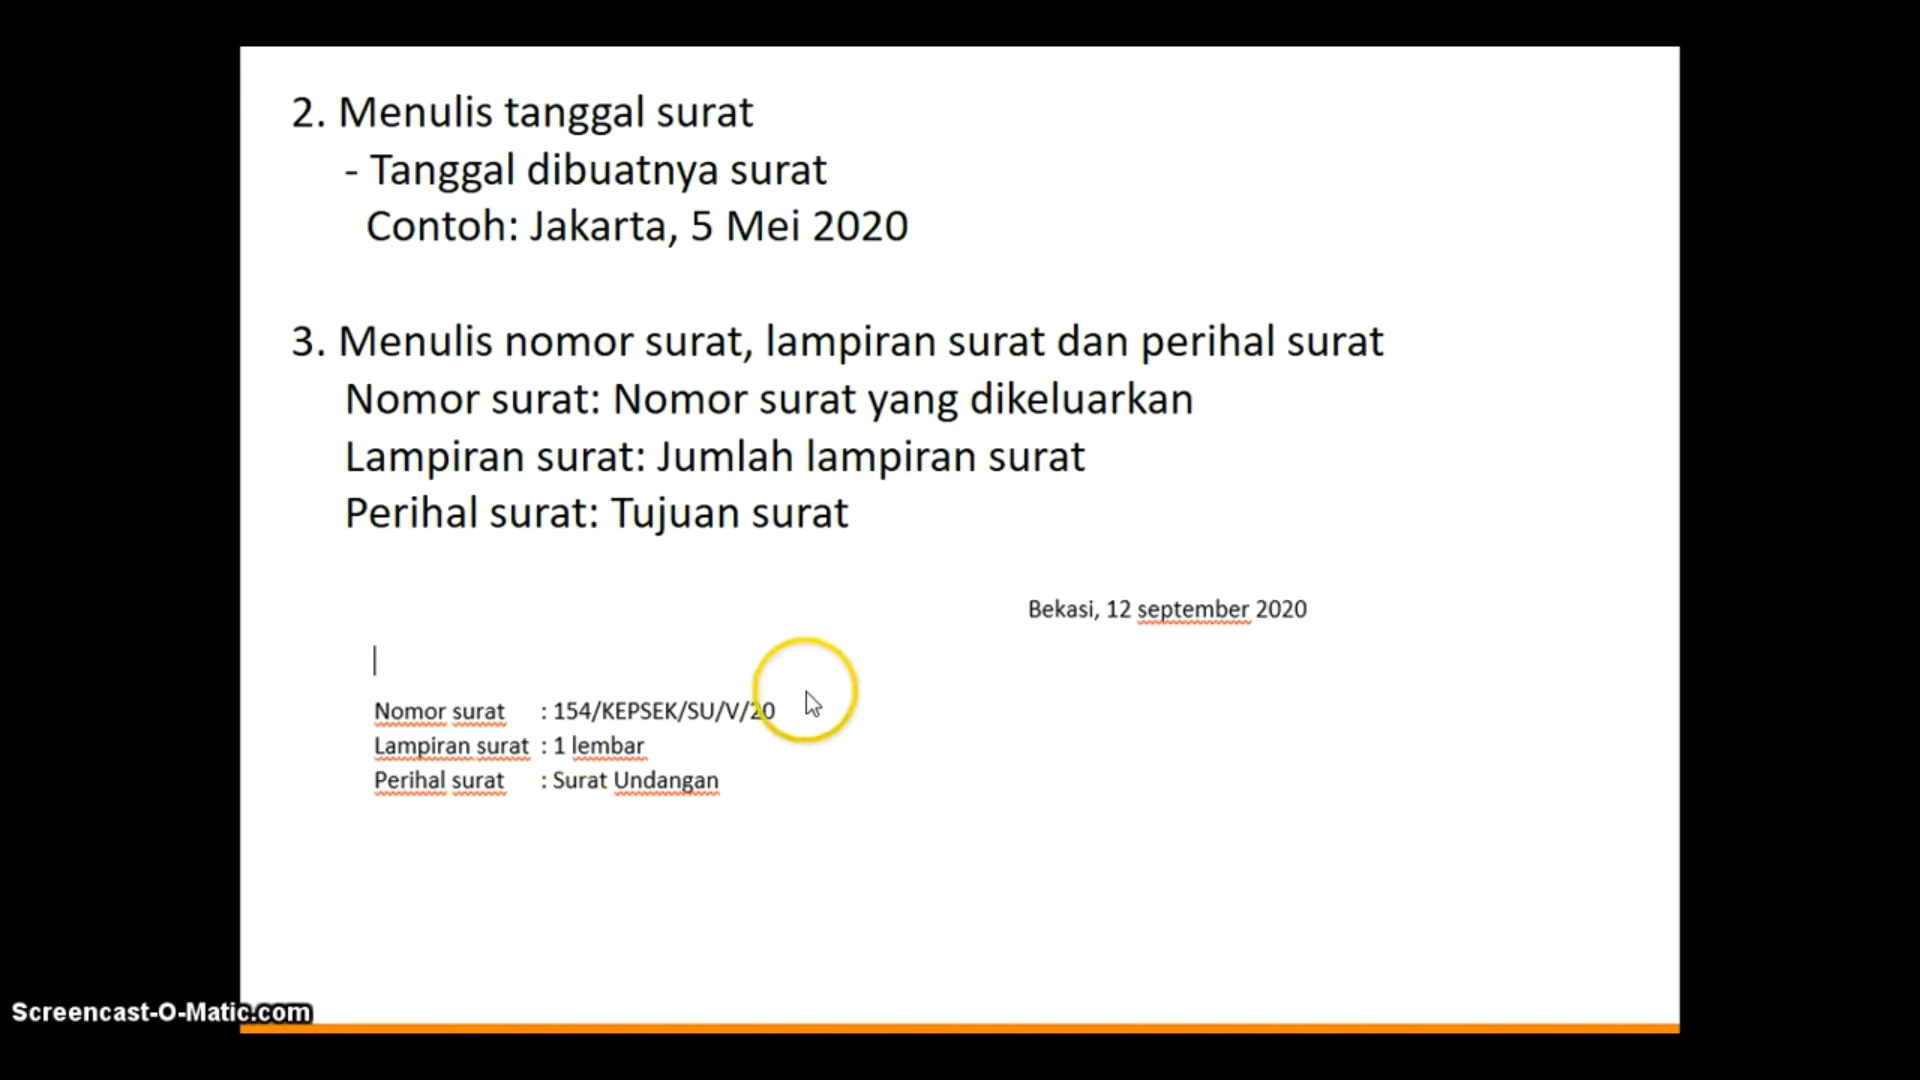 2. Menulis tanggal surat
- Tanggal dibuatnya surat
Contoh: Jakarta, 5 Mei 2020
3. Menulis nomor surat, lampiran surat dan perihal surat
Nomor surat: Nomor surat yang dikeluarkan
Lampiran surat: Jumlah lampiran surat
Perihal surat: Tujuan surat
Bekasi, 12 september 2020
Nomor surat : 154/KEPSEK/SU/V/20
Lampiran surat : 1 lembar
Perihal surat : Surat Undangan
Screencast-O-Matic.com